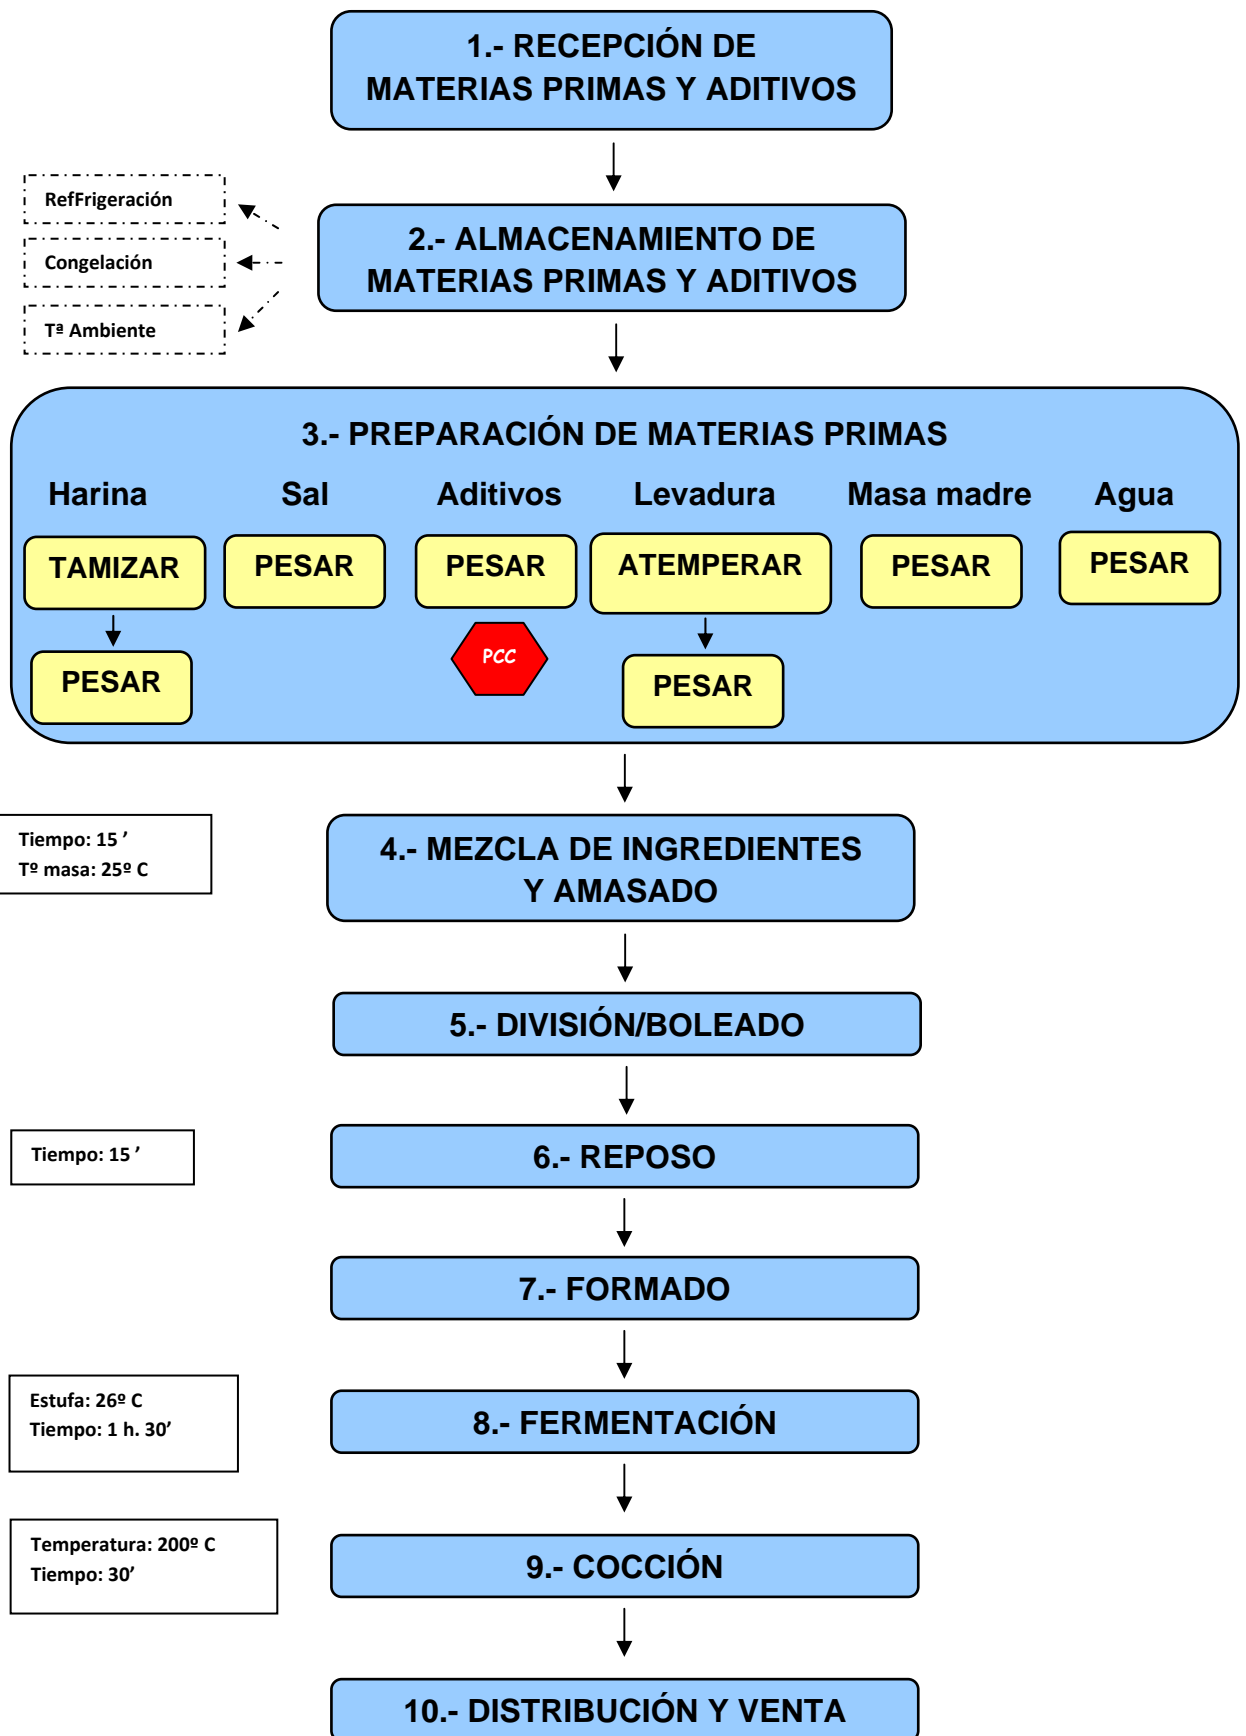 1.- RECEPCIÓN DE
MATERIAS PRIMAS Y ADITIVOS
RefFrigeración
Congelación
Tª Ambiente
2.- ALMACENAMIENTO DE
MATERIAS PRIMAS Y ADITIVOS
3.- PREPARACIÓN DE MATERIAS PRIMAS
Harina Sal Aditivos Levadura Masa madre Agua
TAMIZAR PESAR PESAR ATEMPERAR PESAR PESAR
PCC
PESAR PESAR
Tiempo: 15 ’
Tº masa: 25º C
4.- MEZCLA DE INGREDIENTES
Y AMASADO
5.- DIVISIÓN/BOLEADO
Tiempo: 15 ’
6.- REPOSO
7.- FORMADO
Estufa: 26º C
Tiempo: 1 h. 30’
8.- FERMENTACIÓN
Temperatura: 200º C
Tiempo: 30’
9.- COCCIÓN
10.- DISTRIBUCIÓN Y VENTA